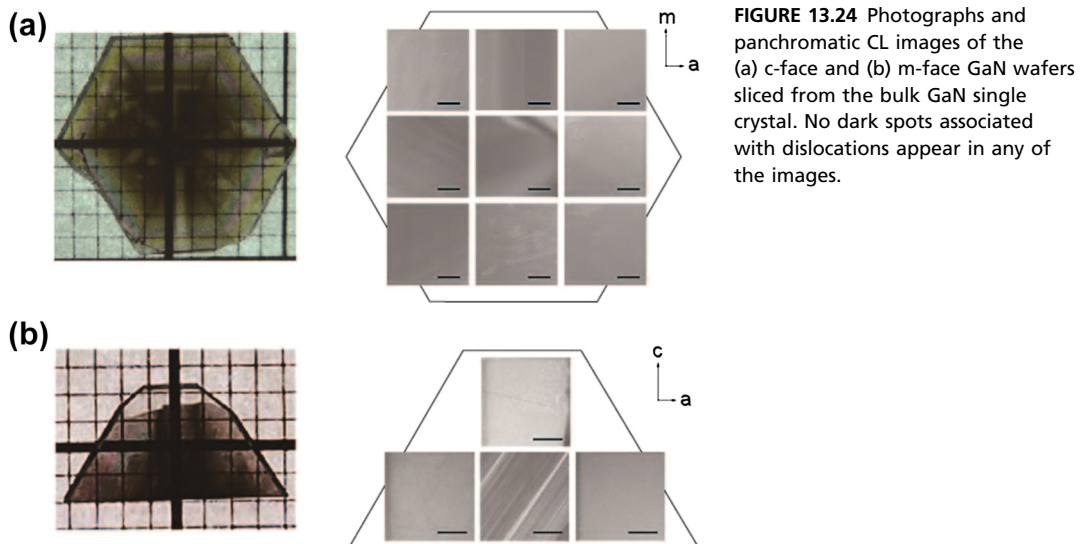 (a)
m
a
FIGURE 13.24 Photographs and
panchromatic CL images of the
(a) c-face and (b) m-face GaN wafers
sliced from the bulk GaN single
crystal. No dark spots associated
with dislocations appear in any of
the images.
(b)
c
a